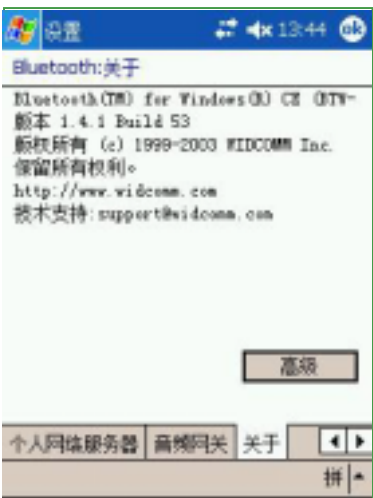 设置 13:44 ok
Bluetooth:关于
Bluetooth(TM) for Windows(R) CE (BTW-
版本 1.4.1 Build 53
版权所有 (c) 1999-2003 WIDCOMM Inc.
保留所有权利。
http://www.widcomm.com
技术支持:support@widcomm.com
高级
个人网络服务器 音频网关 关于
拼